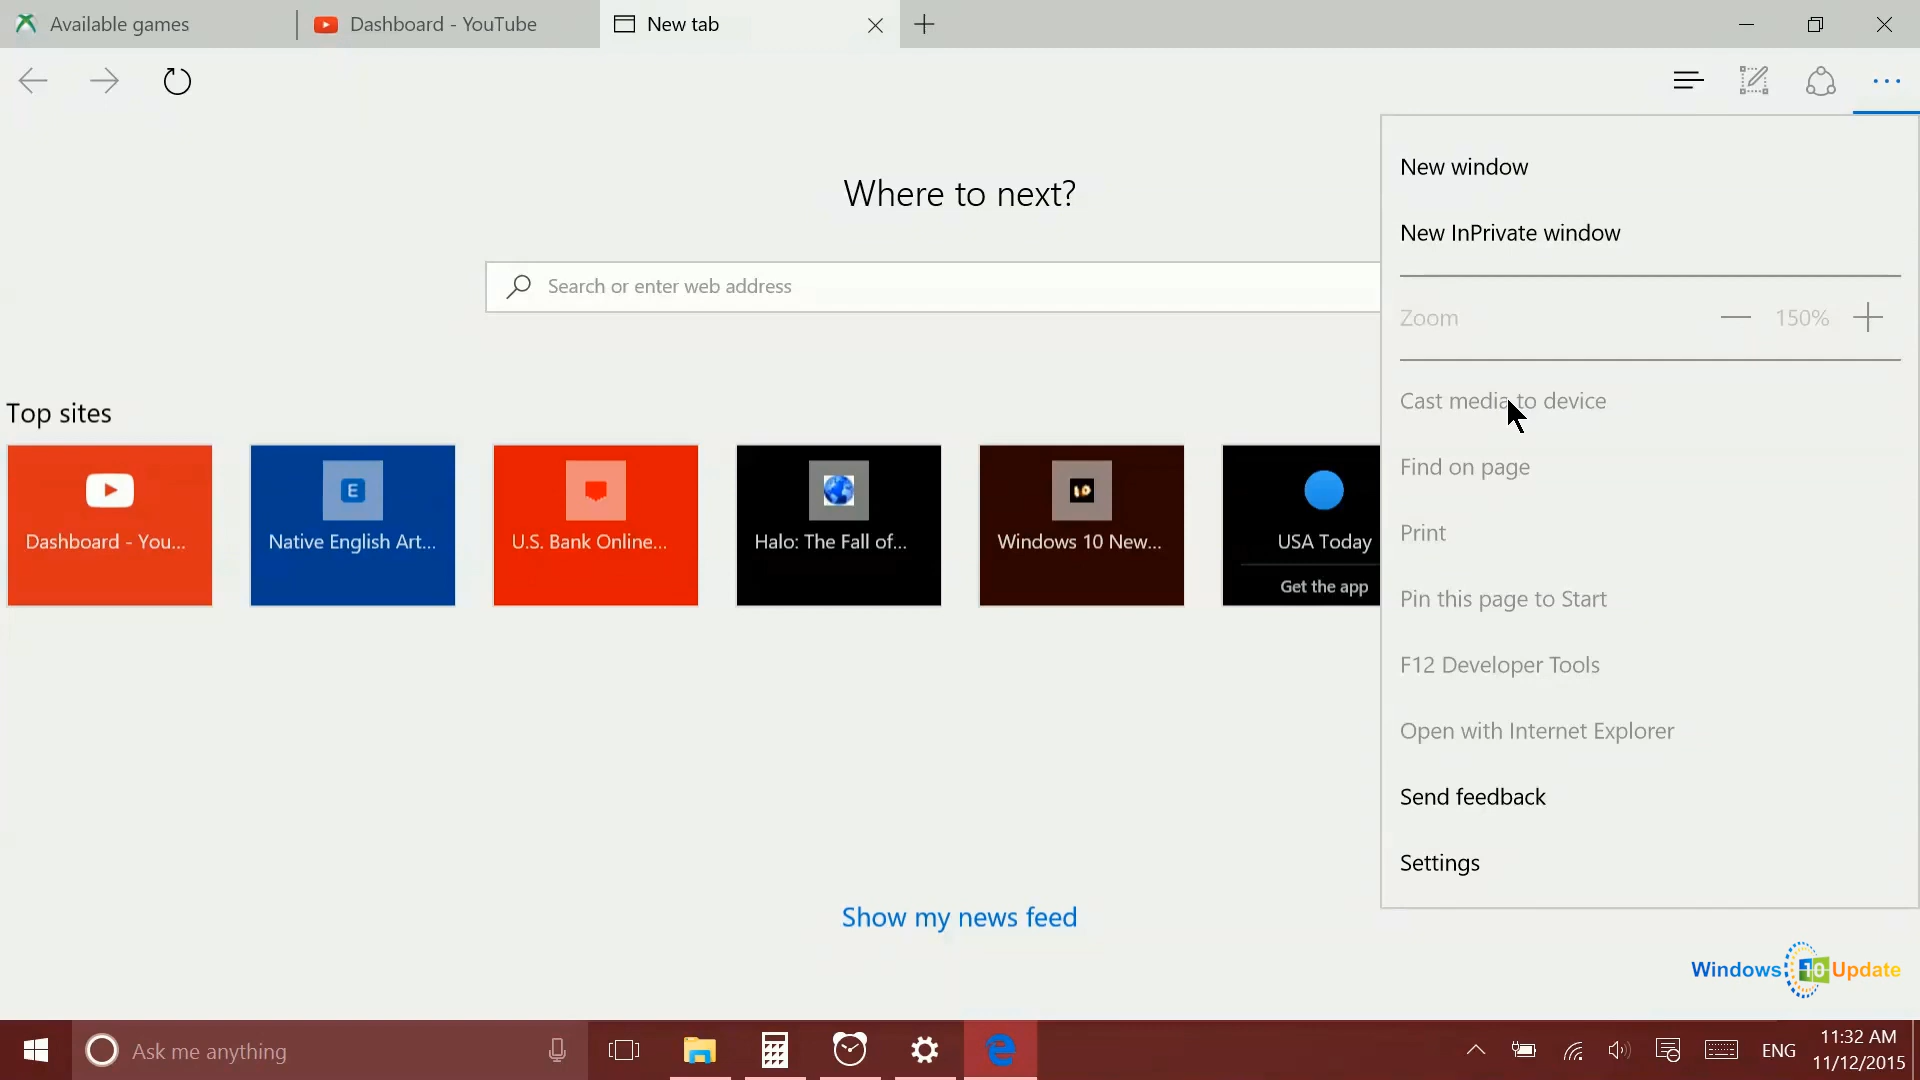 Available games
Dashboard - YouTube
New tab
Where to next?
Search or enter web address
Top sites
Dashboard - You...
Native English Art...
U.S. Bank Online...
Halo: The Fall of...
Windows 10 New...
USA Today
Get the app
Show my news feed
New window
New InPrivate window
Zoom
150%
Cast media to device
Find on page
Print
Pin this page to Start
F12 Developer Tools
Open with Internet Explorer
Send feedback
Settings
Windows 10 Update
Ask me anything
ENG
11:32 AM
11/12/2015